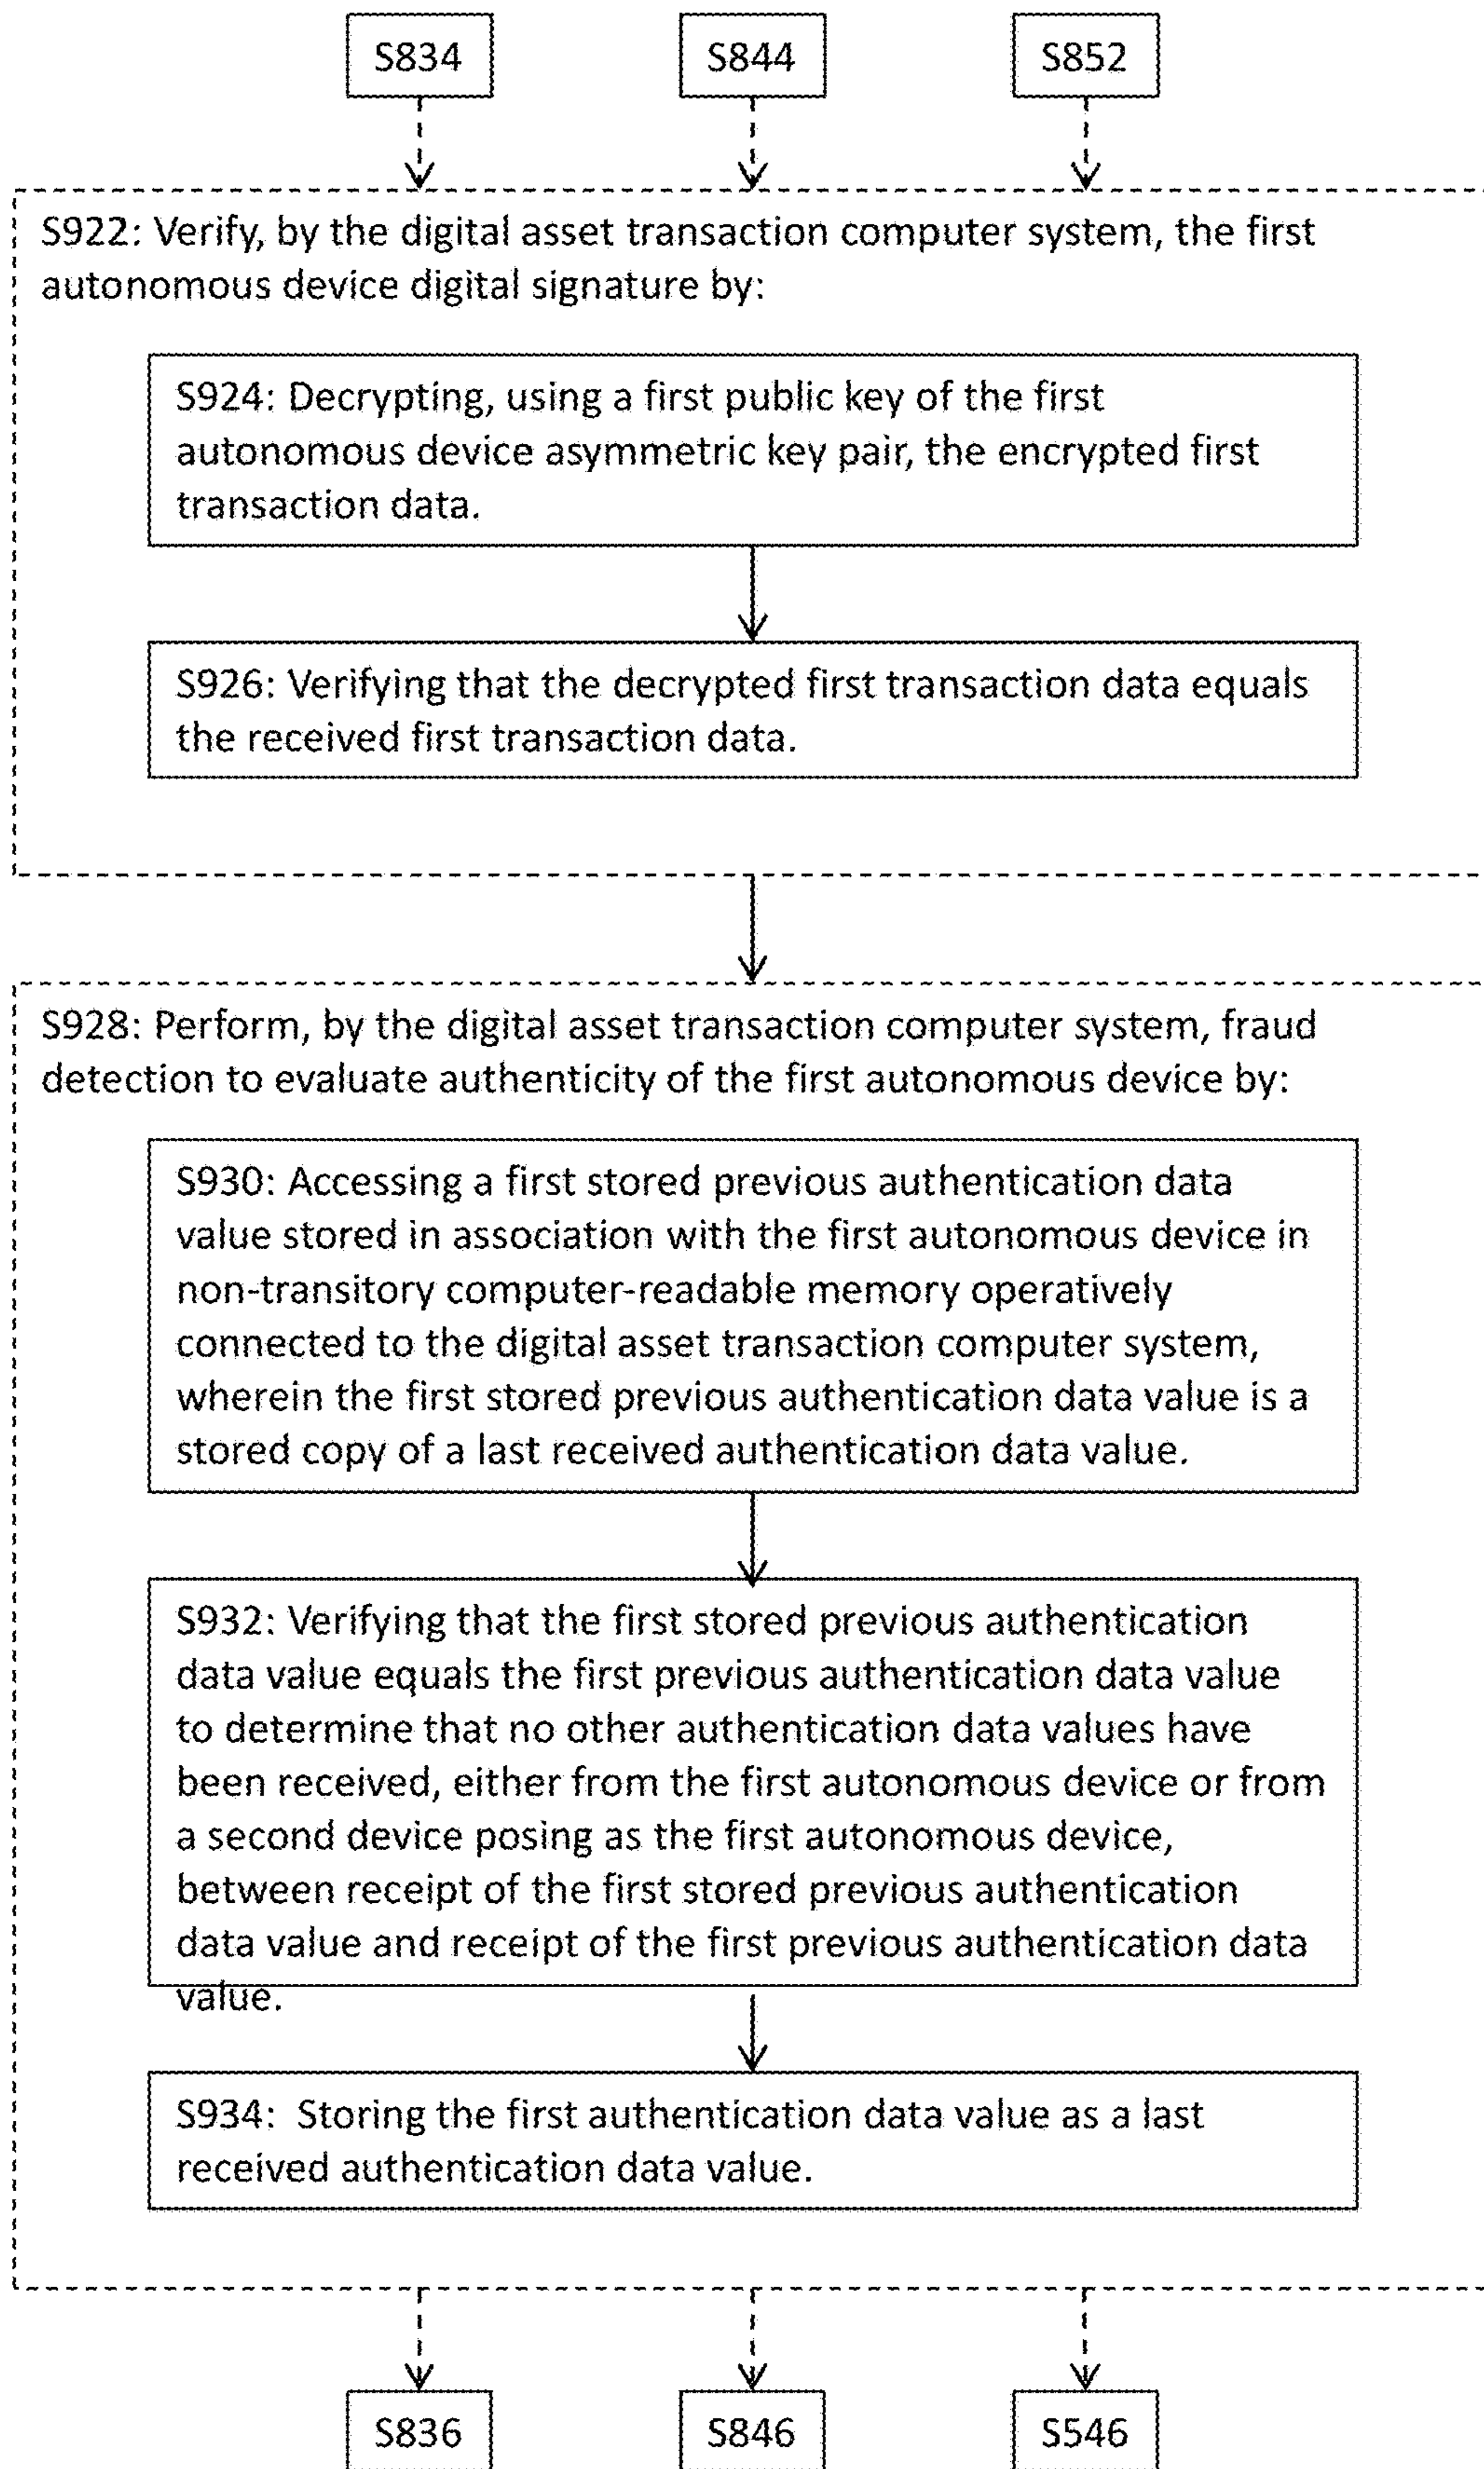 S834 S844 S852
S922: Verify, by the digital asset transaction computer system, the first
autonomous device digital signature by:
S924: Decrypting, using a first public key of the first
autonomous device asymmetric key pair, the encrypted first
transaction data.
S926: Verifying that the decrypted first transaction data equals
the received first transaction data.
S928: Perform, by the digital asset transaction computer system, fraud
detection to evaluate authenticity of the first autonomous device by:
S930: Accessing a first stored previous authentication data
value stored in association with the first autonomous device in
non-transitory computer-readable memory operatively
connected to the digital asset transaction computer system,
wherein the first stored previous authentication data value is a
stored copy of a last received authentication data value.
S932: Verifying that the first stored previous authentication
data value equals the first previous authentication data value
to determine that no other authentication data values have
been received, either from the first autonomous device or from
a second device posing as the first autonomous device,
between receipt of the first stored previous authentication
data value and receipt of the first previous authentication data
value.
S934: Storing the first authentication data value as a last
received authentication data value.
S836 S846 S546